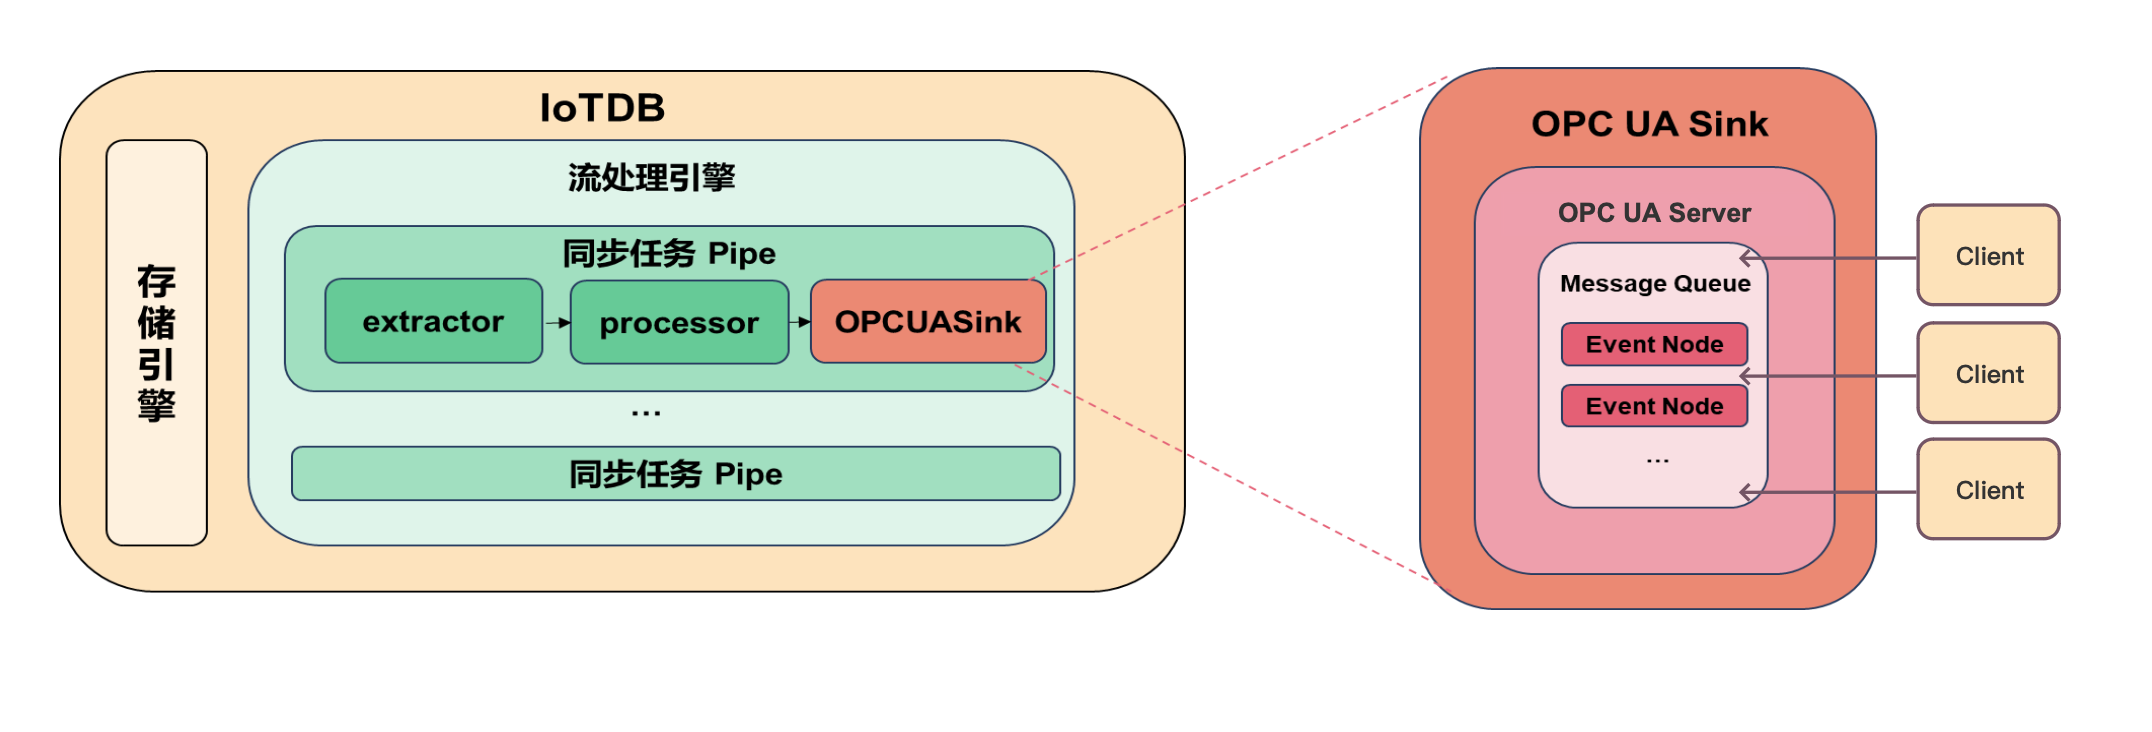 IoTDB
存
储
引
擎
流处理引擎
同步任务 Pipe
extractor
processor
OPCUASink
...
同步任务 Pipe
OPC UA Sink
OPC UA Server
Message Queue
Event Node
Event Node
...
Client
Client
Client